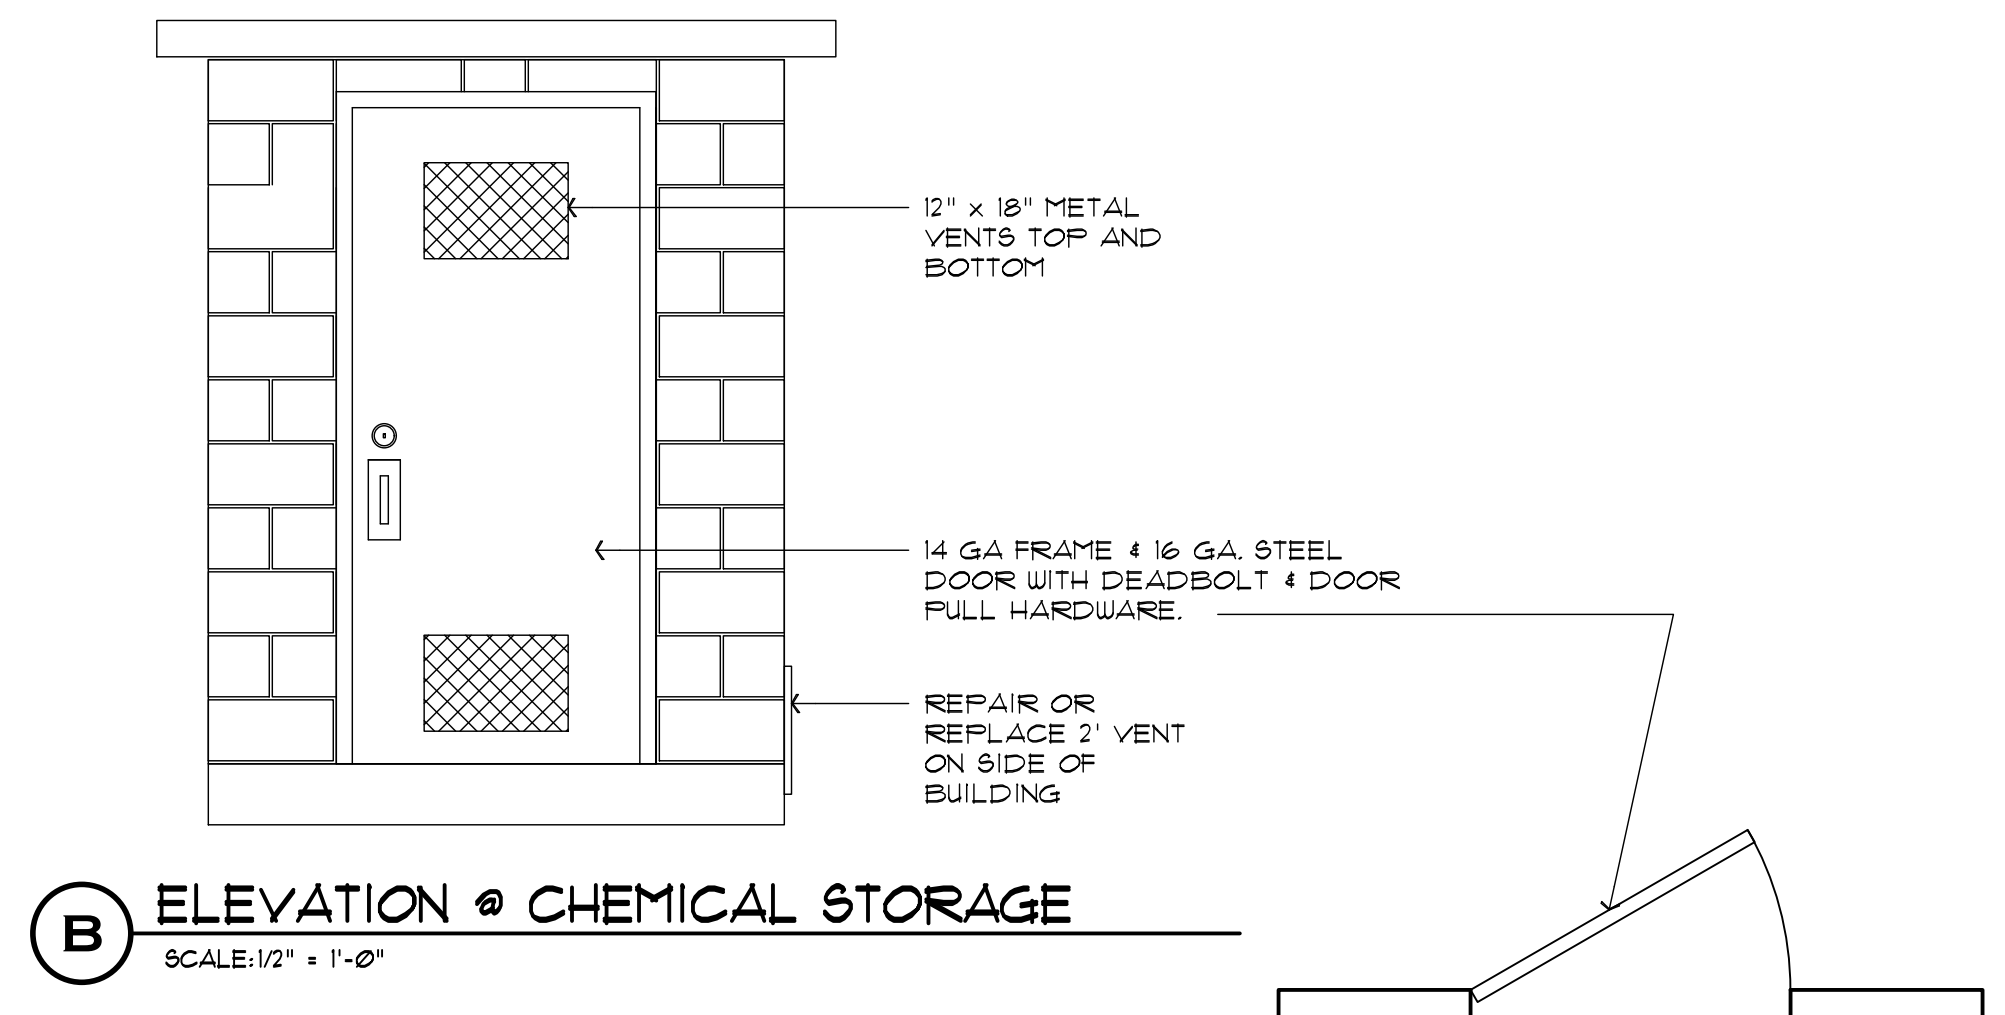 12" x 18" METAL
VENTS TOP AND
BOTTOM
14 GA FRAME & 16 GA. STEEL
DOOR WITH DEADBOLT & DOOR
PULL HARDWARE.
REPAIR OR
REPLACE 2' VENT
ON SIDE OF
BUILDING
B
ELEVATION @ CHEMICAL STORAGE
SCALE:1/2" = 1'-0"